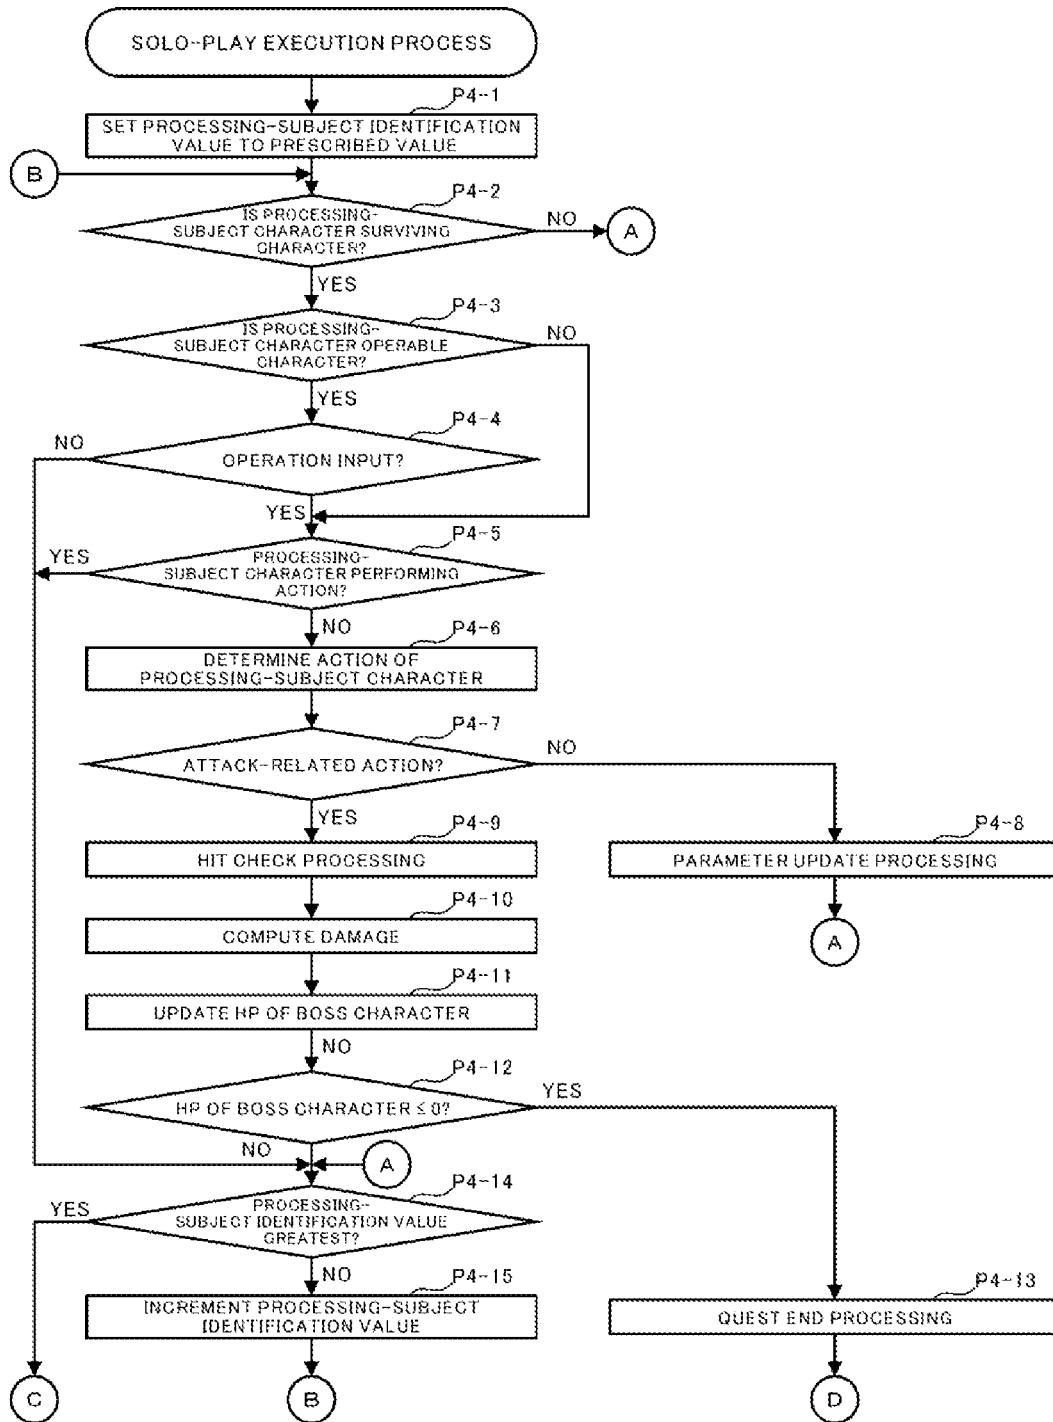 SOLO-PLAY EXECUTION PROCESS
P4-1
SET PROCESSING-SUBJECT IDENTIFICATION
VALUE TO PRESCRIBED VALUE
B
P4-2
IS PROCESSING-
SUBJECT CHARACTER SURVIVING
CHARACTER?
NO
A
YES
P4-3
IS PROCESSING-
SUBJECT CHARACTER OPERABLE
CHARACTER?
NO
YES
P4-4
NO
OPERATION INPUT?
YES
P4-5
YES
PROCESSING-
SUBJECT CHARACTER PERFORMING
ACTION?
NO
P4-6
DETERMINE ACTION OF
PROCESSING-SUBJECT CHARACTER
P4-7
NO
ATTACK-RELATED ACTION?
YES
P4-9
P4-8
HIT CHECK PROCESSING
PARAMETER UPDATE PROCESSING
P4-10
COMPUTE DAMAGE
A
P4-11
UPDATE HP OF BOSS CHARACTER
NO
P4-12
YES
HP OF BOSS CHARACTER ≤ 0?
NO
A
P4-14
YES
PROCESSING-
SUBJECT IDENTIFICATION VALUE
GREATEST?
NO
P4-15
P4-13
INCREMENT PROCESSING-SUBJECT
IDENTIFICATION VALUE
QUEST END PROCESSING
C
B
D